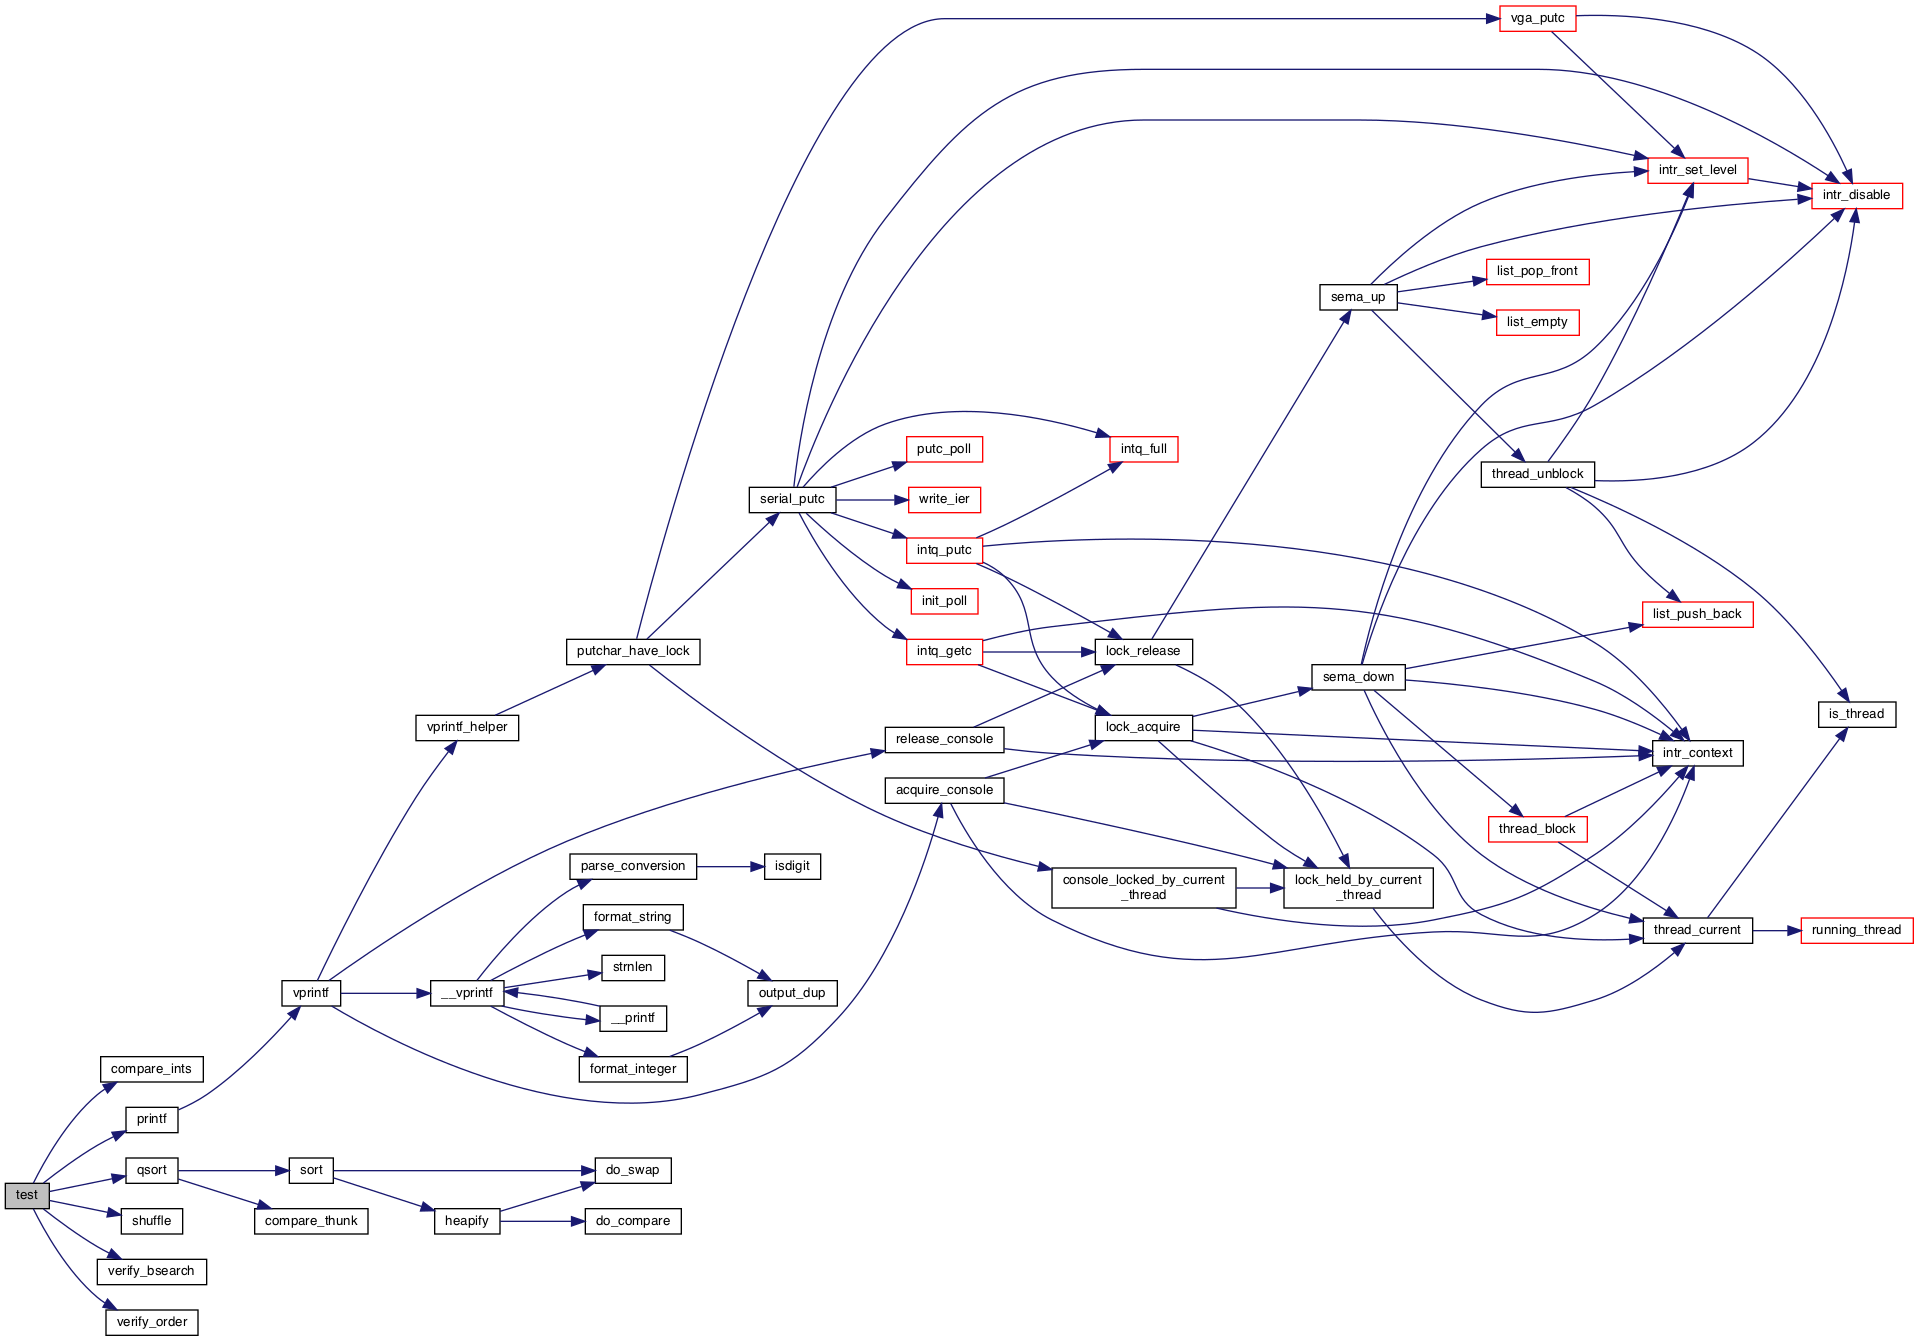 vga_putc
intr_set_level
intr_disable
list_pop_front
sema_up
list_empty
putc_poll
intq_full
serial_putc
write_ier
thread_unblock
intq_putc
init_poll
list_push_back
putchar_have_lock
intq_getc
lock_release
sema_down
vprintf_helper
release_console
lock_acquire
is_thread
intr_context
acquire_console
thread_block
parse_conversion
isdigit
console_locked_by_current
_thread
lock_held_by_current
_thread
format_string
thread_current
running_thread
strnlen
vprintf
__vprintf
output_dup
__printf
compare_ints
format_integer
printf
qsort
sort
do_swap
test
shuffle
compare_thunk
heapify
do_compare
verify_bsearch
verify_order